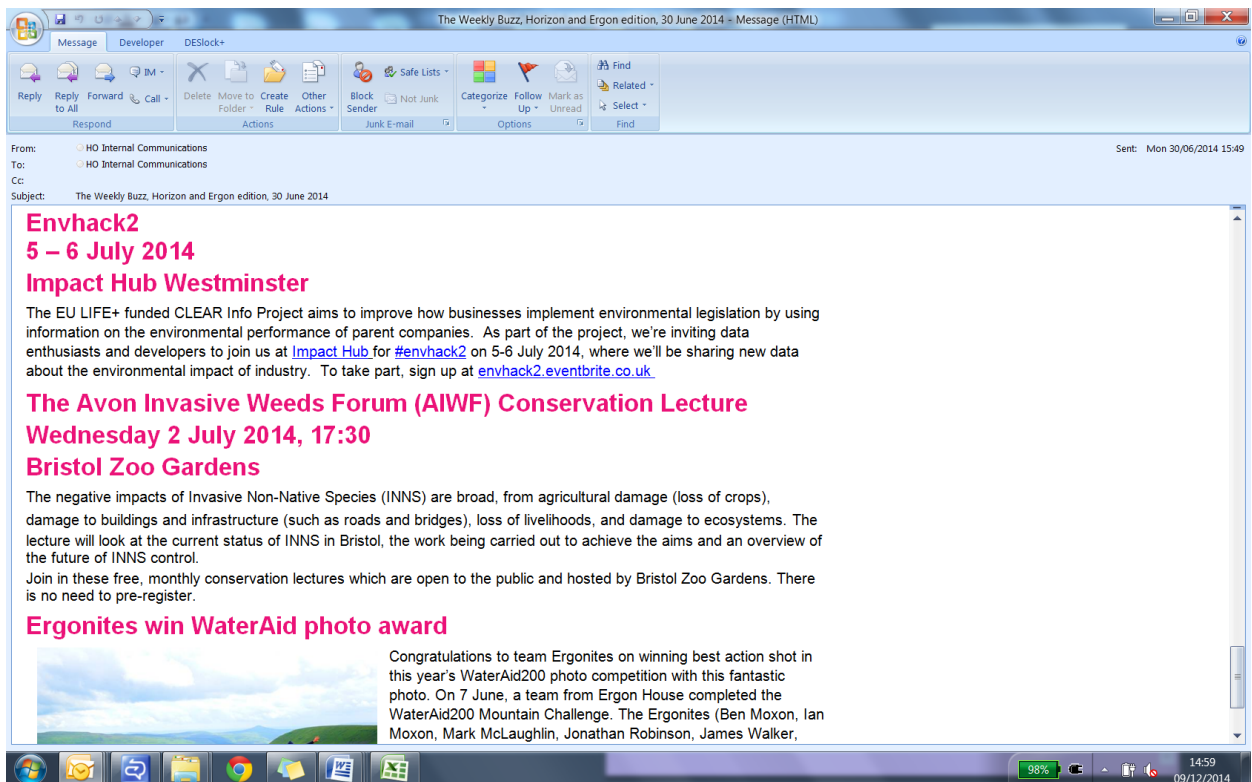 The Weekly Buzz, Horizon and Ergon edition, 30 June 2014 - Message (HTML)
Message Developer DESlock+
Reply
Reply to All
Forward
IM
Call
Respond
Delete
Move to Folder
Create Rule
Other Actions
Actions
Block Sender
Safe Lists
Not Junk
Junk E-mail
Categorize
Follow Up
Mark as Unread
Options
Find
Related
Select
Find
From: HO Internal Communications
Sent: Mon 30/06/2014 15:49
To: HO Internal Communications
Cc:
Subject: The Weekly Buzz, Horizon and Ergon edition, 30 June 2014
Envhack2
5 – 6 July 2014
Impact Hub Westminster
The EU LIFE+ funded CLEAR Info Project aims to improve how businesses implement environmental legislation by using
information on the environmental performance of parent companies. As part of the project, we're inviting data
enthusiasts and developers to join us at Impact Hub for #envhack2 on 5-6 July 2014, where we'll be sharing new data
about the environmental impact of industry. To take part, sign up at envhack2.eventbrite.co.uk
The Avon Invasive Weeds Forum (AIWF) Conservation Lecture
Wednesday 2 July 2014, 17:30
Bristol Zoo Gardens
The negative impacts of Invasive Non-Native Species (INNS) are broad, from agricultural damage (loss of crops),
damage to buildings and infrastructure (such as roads and bridges), loss of livelihoods, and damage to ecosystems. The
lecture will look at the current status of INNS in Bristol, the work being carried out to achieve the aims and an overview of
the future of INNS control.
Join in these free, monthly conservation lectures which are open to the public and hosted by Bristol Zoo Gardens. There
is no need to pre-register.
Ergonites win WaterAid photo award
Congratulations to team Ergonites on winning best action shot in
this year's WaterAid200 photo competition with this fantastic
photo. On 7 June, a team from Ergon House completed the
WaterAid200 Mountain Challenge. The Ergonites (Ben Moxon, Ian
Moxon, Mark McLaughlin, Jonathan Robinson, James Walker,
98%
14:59
09/12/2014